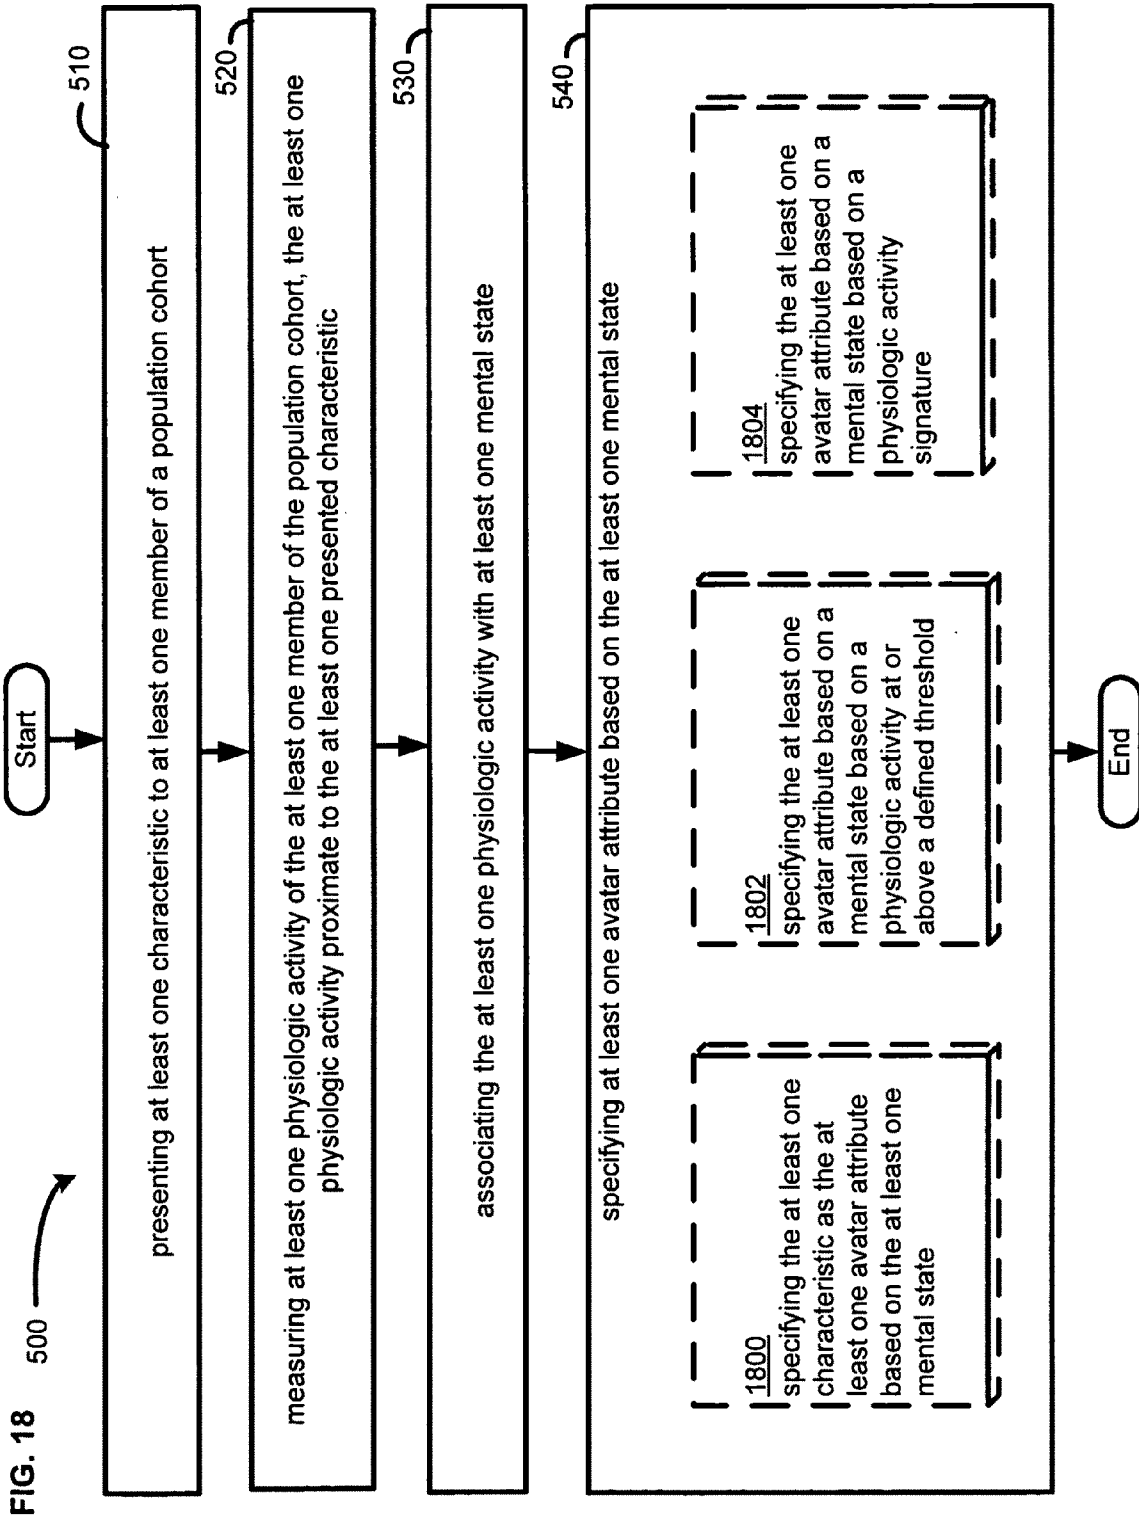 FIG. 18
500
Start
510
presenting at least one characteristic to at least one member of a population cohort
520
measuring at least one physiologic activity of the at least one member of the population cohort, the at least one
physiologic activity proximate to the at least one presented characteristic
530
associating the at least one physiologic activity with at least one mental state
540
specifying at least one avatar attribute based on the at least one mental state
1800
specifying the at least one
characteristic as the at
least one avatar attribute
based on the at least one
mental state
1802
specifying the at least one
avatar attribute based on a
mental state based on a
physiologic activity at or
above a defined threshold
1804
specifying the at least one
avatar attribute based on a
mental state based on a
physiologic activity
signature
End